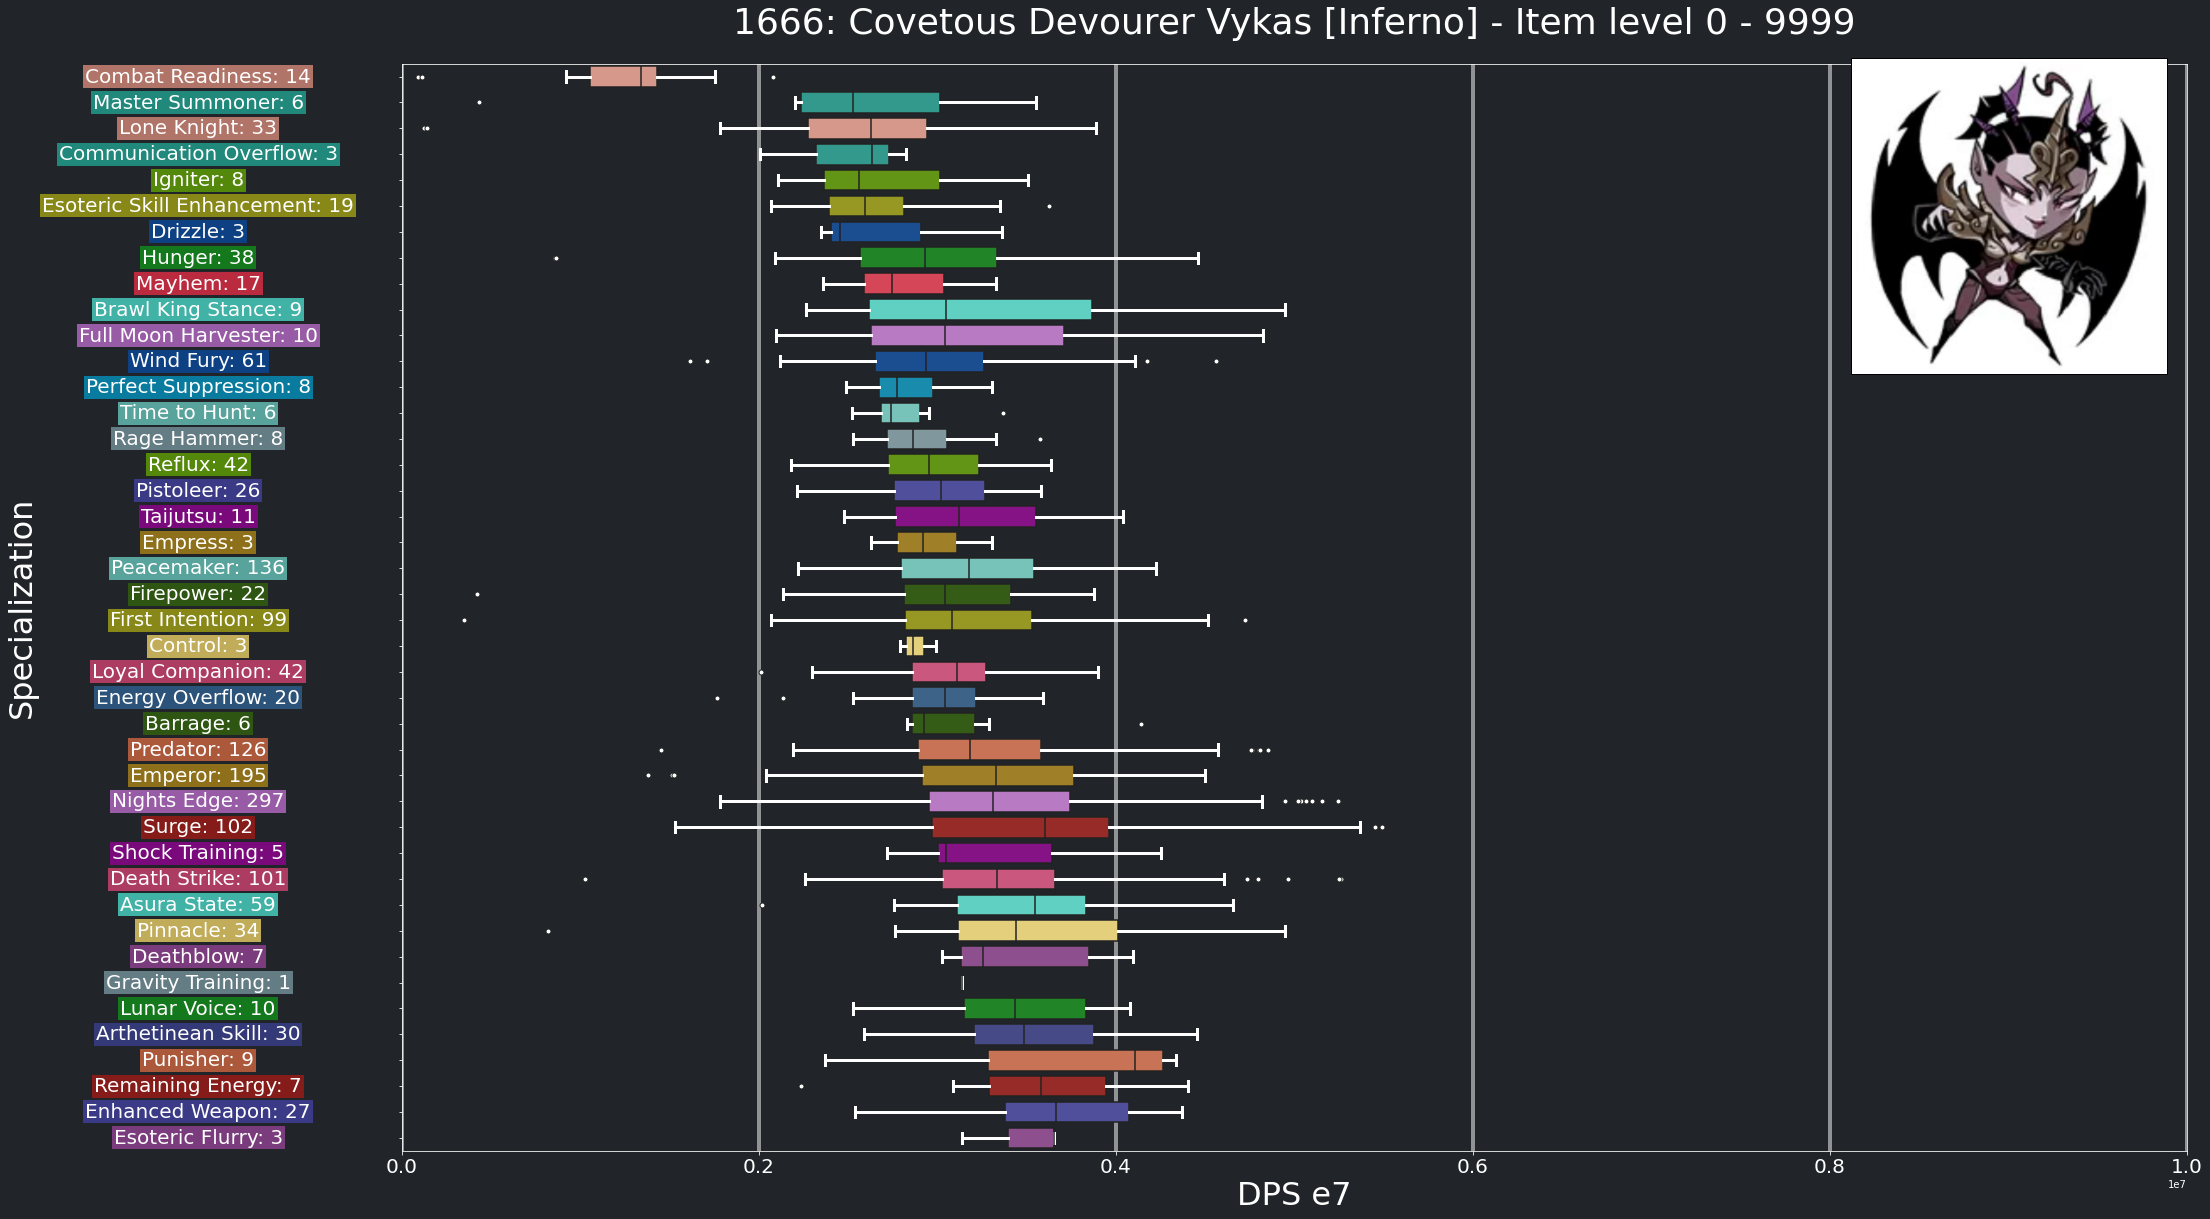 1666: Covetous Devourer Vykas [Inferno] - Item level 0 - 9999
Specialization
Combat Readiness: 14
Master Summoner: 6
Lone Knight: 33
Communication Overflow: 3
Igniter: 8
Esoteric Skill Enhancement: 19
Drizzle: 3
Hunger: 38
Mayhem: 17
Brawl King Stance: 9
Full Moon Harvester: 10
Wind Fury: 61
Perfect Suppression: 8
Time to Hunt: 6
Rage Hammer: 8
Reflux: 42
Pistoleer: 26
Taijutsu: 11
Empress: 3
Peacemaker: 136
Firepower: 22
First Intention: 99
Control: 3
Loyal Companion: 42
Energy Overflow: 20
Barrage: 6
Predator: 126
Emperor: 195
Nights Edge: 297
Surge: 102
Shock Training: 5
Death Strike: 101
Asura State: 59
Pinnacle: 34
Deathblow: 7
Gravity Training: 1
Lunar Voice: 10
Arthetinean Skill: 30
Punisher: 9
Remaining Energy: 7
Enhanced Weapon: 27
Esoteric Flurry: 3
0.0 0.2 0.4 0.6 0.8 1.0
1e7
DPS e7